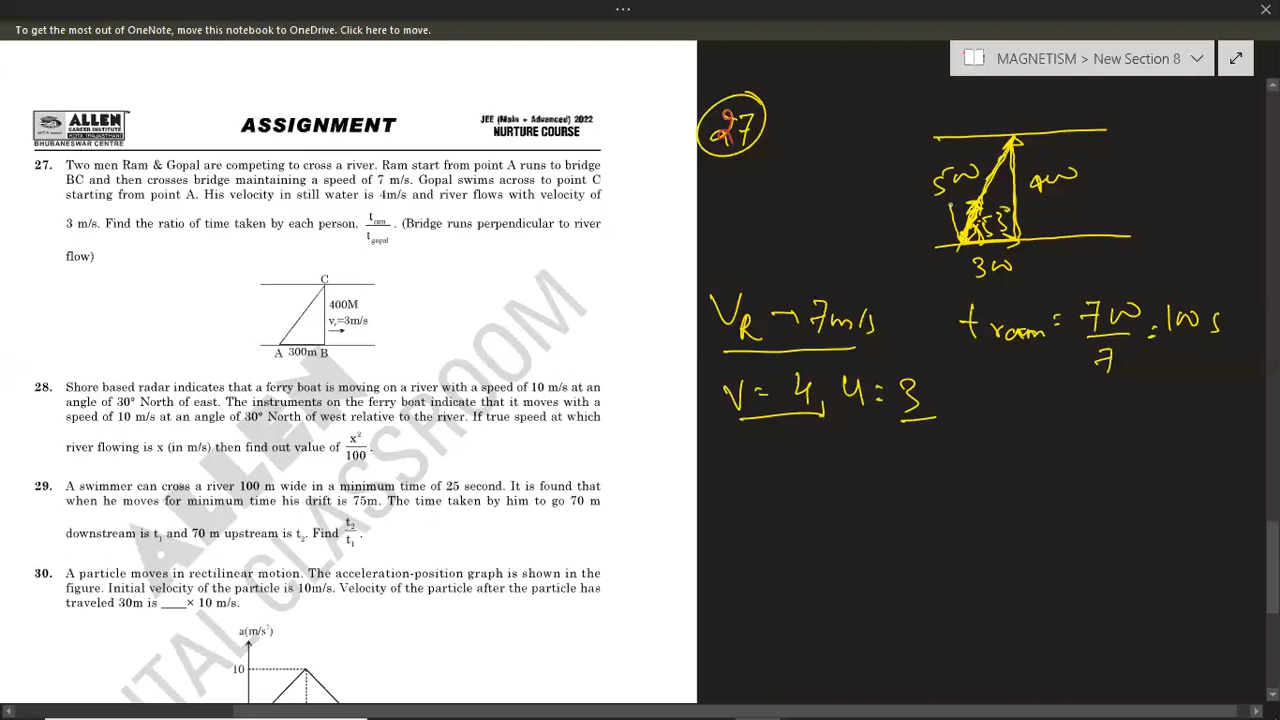 To get the most out of OneNote, move this notebook to OneDrive. Click here to move.
MAGNETISM > New Section 8
ALLEN
CAREER INSTITUTE
KOTA (RAJASTHAN)
BHUBANESWAR CENTRE
ASSIGNMENT
JEE (Main + Advanced) 2022
NURTURE COURSE
27. Two men Ram & Gopal are competing to cross a river. Ram start from point A runs to bridge
BC and then crosses bridge maintaining a speed of 7 m/s. Gopal swims across to point C
starting from point A. His velocity in still water is 4m/s and river flows with velocity of
3 m/s. Find the ratio of time taken by each person, t_ram / t_gopal . (Bridge runs perpendicular to river
flow)
C
400M
v_r=3m/s
A 300m B
28. Shore based radar indicates that a ferry boat is moving on a river with a speed of 10 m/s at an
angle of 30° North of east. The instruments on the ferry boat indicate that it moves with a
speed of 10 m/s at an angle of 30° North of west relative to the river. If true speed at which
river flowing is x (in m/s) then find out value of x²/100.
29. A swimmer can cross a river 100 m wide in a minimum time of 25 second. It is found that
when he moves for minimum time his drift is 75m. The time taken by him to go 70 m
downstream is t₁ and 70 m upstream is t₂. Find t₂/t₁.
30. A particle moves in rectilinear motion. The acceleration-position graph is shown in the
figure. Initial velocity of the particle is 10m/s. Velocity of the particle after the particle has
traveled 30m is ____× 10 m/s.
a(m/s²)
10
27
500
400
53°
300
V_R → 7m/s
t_ram = 700/7 = 100 s
V = 4, u = 3